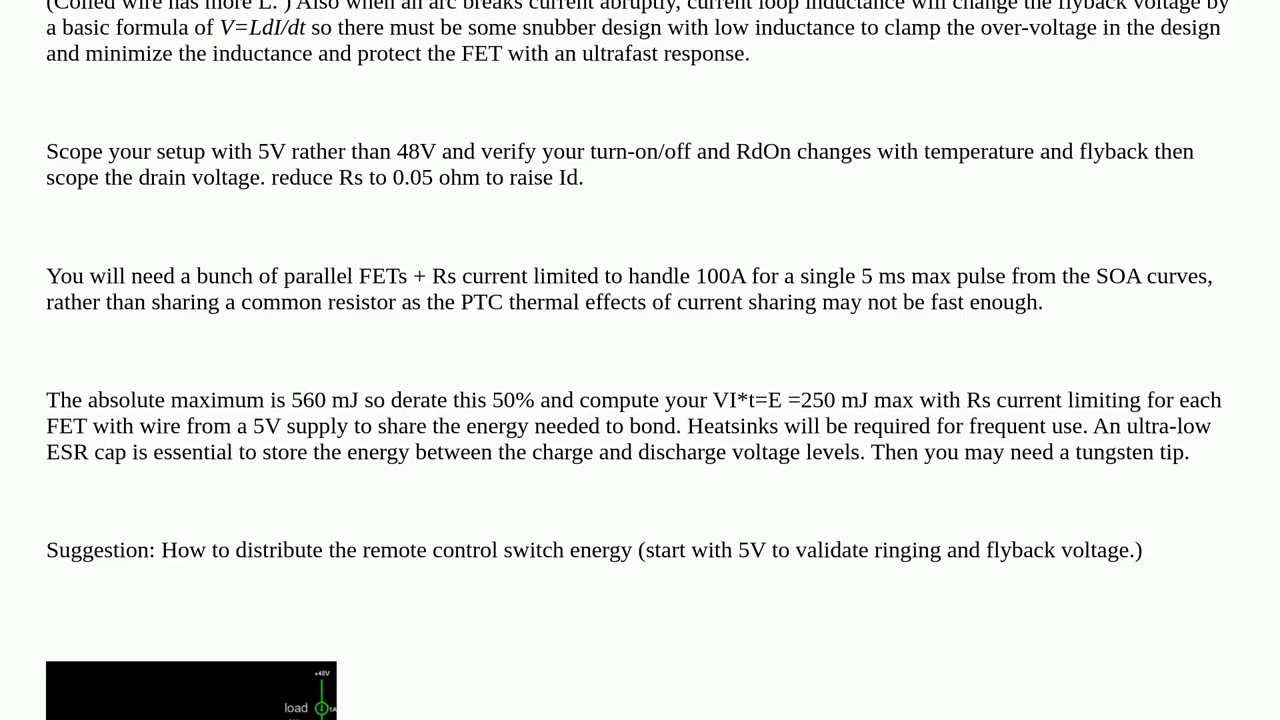 (Coiled wire has more L. ) Also when an arc breaks current abruptly, current loop inductance will change the flyback voltage by
a basic formula of V=LdI/dt so there must be some snubber design with low inductance to clamp the over-voltage in the design
and minimize the inductance and protect the FET with an ultrafast response.
Scope your setup with 5V rather than 48V and verify your turn-on/off and RdOn changes with temperature and flyback then
scope the drain voltage. reduce Rs to 0.05 ohm to raise Id.
You will need a bunch of parallel FETs + Rs current limited to handle 100A for a single 5 ms max pulse from the SOA curves,
rather than sharing a common resistor as the PTC thermal effects of current sharing may not be fast enough.
The absolute maximum is 560 mJ so derate this 50% and compute your VI*t=E =250 mJ max with Rs current limiting for each
FET with wire from a 5V supply to share the energy needed to bond. Heatsinks will be required for frequent use. An ultra-low
ESR cap is essential to store the energy between the charge and discharge voltage levels. Then you may need a tungsten tip.
Suggestion: How to distribute the remote control switch energy (start with 5V to validate ringing and flyback voltage.)
+48V
load 1A